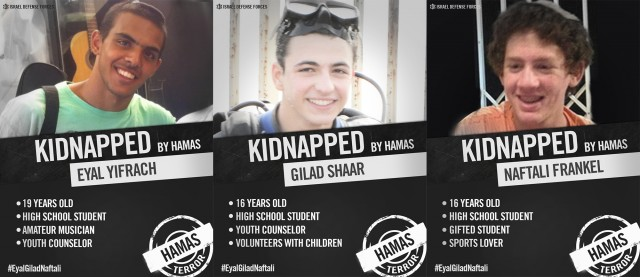 ISRAEL DEFENSE FORCES
KIDNAPPED BY HAMAS
EYAL YIFRACH
• 19 YEARS OLD
• HIGH SCHOOL STUDENT
• AMATEUR MUSICIAN
• YOUTH COUNSELOR
HAMAS
TERROR
#EyalGiladNaftali
ISRAEL DEFENSE FORCES
KIDNAPPED BY HAMAS
GILAD SHAAR
• 16 YEARS OLD
• HIGH SCHOOL STUDENT
• YOUTH COUNSELOR
• VOLUNTEERS WITH CHILDREN
HAMAS
TERROR
#EyalGiladNaftali
ISRAEL DEFENSE FORCES
KIDNAPPED BY HAMAS
NAFTALI FRANKEL
• 16 YEARS OLD
• HIGH SCHOOL STUDENT
• GIFTED STUDENT
• SPORTS LOVER
HAMAS
TERROR
#EyalGiladNaftali